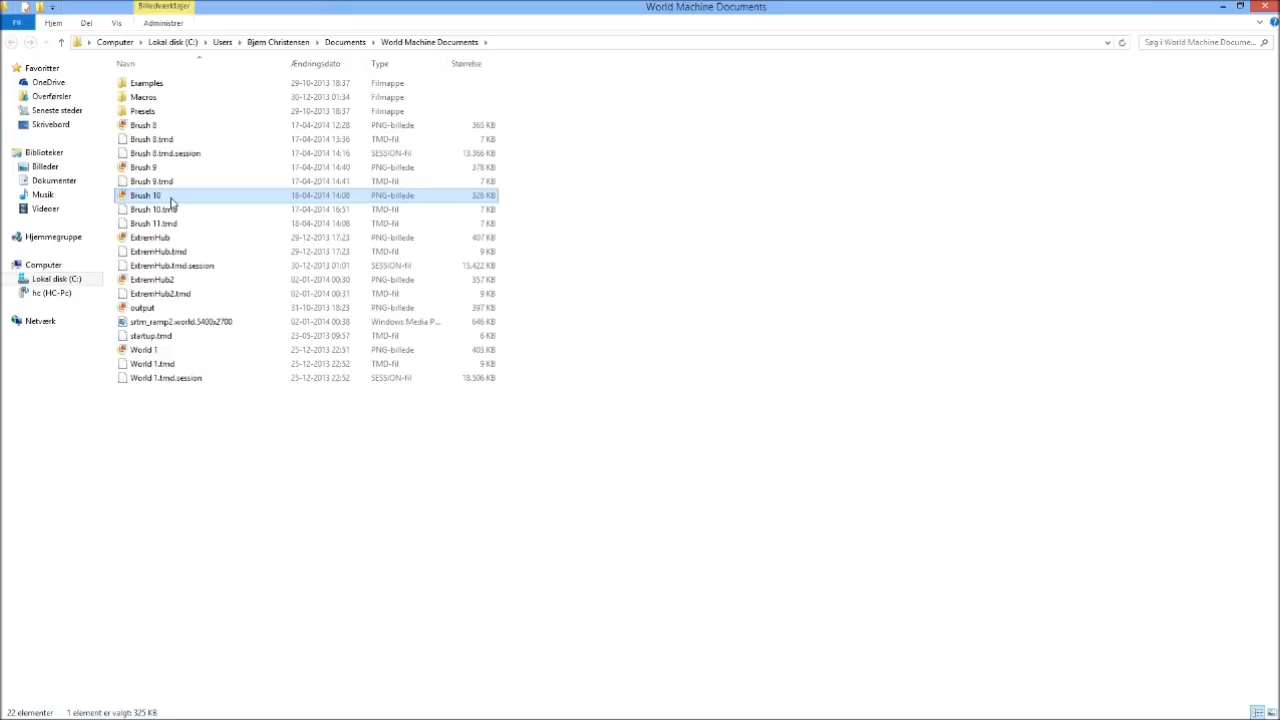 Billedværktøjer
World Machine Documents
Fil Hjem Del Vis Administrer
Computer Lokal disk (C:) Users Bjørn Christensen Documents World Machine Documents Søg i World Machine Docume...
Navn Ændringsdato Type Størrelse
Favoritter
OneDrive
Overførsler
Seneste steder
Skrivebord
Biblioteker
Billeder
Dokumenter
Musik
Videoer
Hjemmegruppe
Computer
Lokal disk (C:)
hc (HC-Pc)
Netværk
Examples 29-10-2013 18:37 Filmappe
Macros 30-12-2013 01:34 Filmappe
Presets 29-10-2013 18:37 Filmappe
Brush 8 17-04-2014 12:28 PNG-billede 365 KB
Brush 8.tmd 17-04-2014 13:36 TMD-fil 7 KB
Brush 8.tmd.session 17-04-2014 14:16 SESSION-fil 13.366 KB
Brush 9 17-04-2014 14:40 PNG-billede 378 KB
Brush 9.tmd 17-04-2014 14:41 TMD-fil 7 KB
Brush 10 18-04-2014 14:08 PNG-billede 326 KB
Brush 10.tmd 17-04-2014 16:51 TMD-fil 7 KB
Brush 11.tmd 18-04-2014 14:08 TMD-fil 7 KB
ExtremHub 29-12-2013 17:23 PNG-billede 407 KB
ExtremHub.tmd 29-12-2013 17:23 TMD-fil 9 KB
ExtremHub.tmd.session 30-12-2013 01:01 SESSION-fil 15.422 KB
ExtremHub2 02-01-2014 00:30 PNG-billede 357 KB
ExtremHub2.tmd 02-01-2014 00:31 TMD-fil 9 KB
output 31-10-2013 18:23 PNG-billede 397 KB
srtm_ramp2.world.5400x2700 02-01-2014 00:38 Windows Media P... 646 KB
startup.tmd 23-05-2013 09:57 TMD-fil 6 KB
World 1 25-12-2013 22:51 PNG-billede 403 KB
World 1.tmd 25-12-2013 22:52 TMD-fil 9 KB
World 1.tmd.session 25-12-2013 22:52 SESSION-fil 18.506 KB
22 elementer 1 element er valgt 325 KB